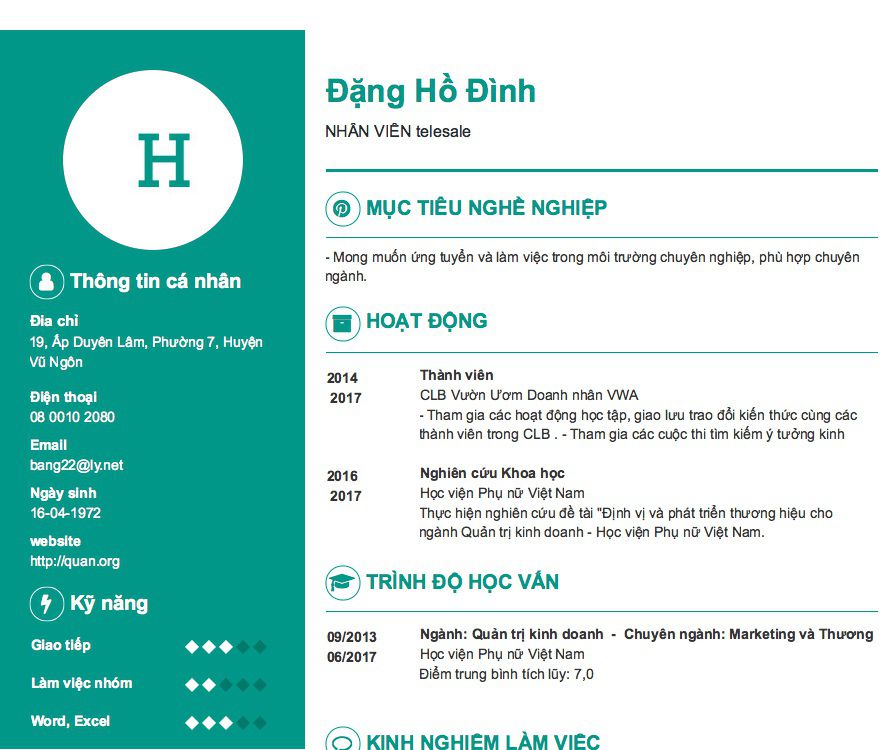 H
Thông tin cá nhân
Địa chỉ
19, Ấp Duyên Lâm, Phường 7, Huyện
Vũ Ngôn
Điện thoại
08 0010 2080
Email
bang22@ly.net
Ngày sinh
16-04-1972
website
http://quan.org
Kỹ năng
Giao tiếp
Làm việc nhóm
Word, Excel
Đặng Hồ Đình
NHÂN VIÊN telesale
MỤC TIÊU NGHỀ NGHIỆP
- Mong muốn ứng tuyển và làm việc trong môi trường chuyên nghiệp, phù hợp chuyên
ngành.
HOẠT ĐỘNG
2014
2017
Thành viên
CLB Vườn Ươm Doanh nhân VWA
- Tham gia các hoạt động học tập, giao lưu trao đổi kiến thức cùng các
thành viên trong CLB . - Tham gia các cuộc thi tìm kiếm ý tưởng kinh
2016
2017
Nghiên cứu Khoa học
Học viện Phụ nữ Việt Nam
Thực hiện nghiên cứu đề tài "Định vị và phát triển thương hiệu cho
ngành Quản trị kinh doanh - Học viện Phụ nữ Việt Nam.
TRÌNH ĐỘ HỌC VẤN
09/2013
06/2017
Ngành: Quản trị kinh doanh - Chuyên ngành: Marketing và Thương
Học viện Phụ nữ Việt Nam
Điểm trung bình tích lũy: 7,0
KINH NGHIỆM LÀM VIỆC